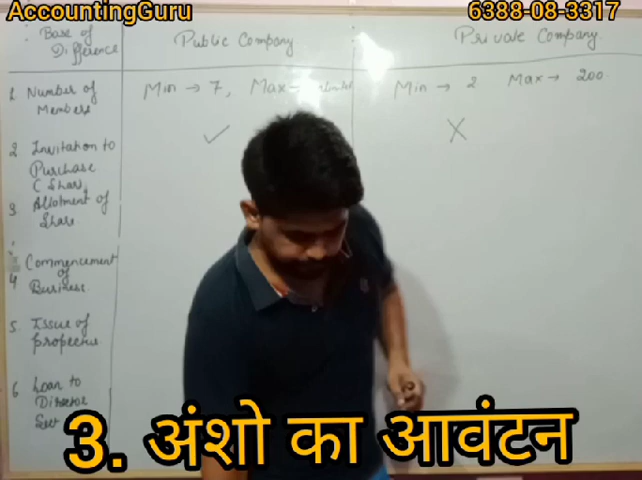 AccountingGuru
6388-08-3317
Base of
Difference
Public Company
Private Company
1 Number of
Members
Min → 7, Max -
Min → 2 Max → 200
2 Invitation to
Purchase
(Share)
✓
X
3 Allotment of
Share
4 Commencement
of
Business
5. Issue of
propectus
6 Loan to
Director
3. अंशो का आवंटन